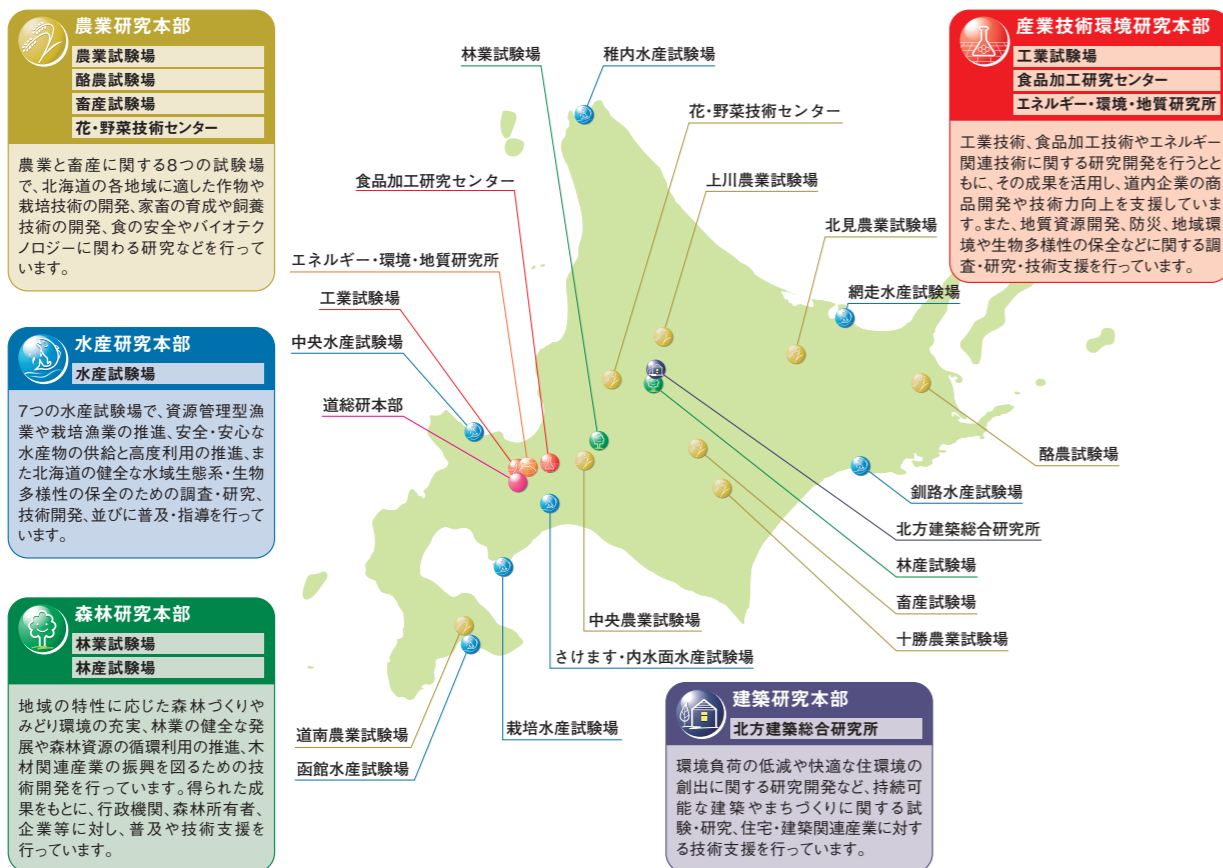 農業研究本部
農業試験場
酪農試験場
畜産試験場
花・野菜技術センター
農業と畜産に関する8つの試験場
で、北海道の各地域に適した作物や
栽培技術の開発、家畜の育成や飼養
技術の開発、食の安全やバイオテク
ノロジーに関わる研究などを行って
います。
水産研究本部
水産試験場
7つの水産試験場で、資源管理型漁
業や栽培漁業の推進、安全・安心な
水産物の供給と高度利用の推進、ま
た北海道の健全な水域生態系・生物
多様性の保全のための調査・研究、
技術開発、並びに普及・指導を行って
います。
森林研究本部
林業試験場
林産試験場
地域の特性に応じた森林づくりや
みどり環境の充実、林業の健全な発
展や森林資源の循環利用の推進、木
材関連産業の振興を図るための技
術開発を行っています。得られた成
果をもとに、行政機関、森林所有者、
企業等に対し、普及や技術支援を
行っています。
林業試験場
稚内水産試験場
花・野菜技術センター
食品加工研究センター
上川農業試験場
北見農業試験場
エネルギー・環境・地質研究所
網走水産試験場
工業試験場
中央水産試験場
道総研本部
酪農試験場
釧路水産試験場
北方建築総合研究所
林産試験場
畜産試験場
中央農業試験場
十勝農業試験場
さけます・内水面水産試験場
栽培水産試験場
道南農業試験場
函館水産試験場
産業技術環境研究本部
工業試験場
食品加工研究センター
エネルギー・環境・地質研究所
工業技術、食品加工技術やエネルギー
関連技術に関する研究開発を行うとと
もに、その成果を活用し、道内企業の商
品開発や技術力向上を支援していま
す。また、地質資源開発、防災、地域環
境や生物多様性の保全などに関する調
査・研究・技術支援を行っています。
建築研究本部
北方建築総合研究所
環境負荷の低減や快適な住環境の
創出に関する研究開発など、持続可
能な建築やまちづくりに関する試
験・研究、住宅・建築関連産業に対す
る技術支援を行っています。